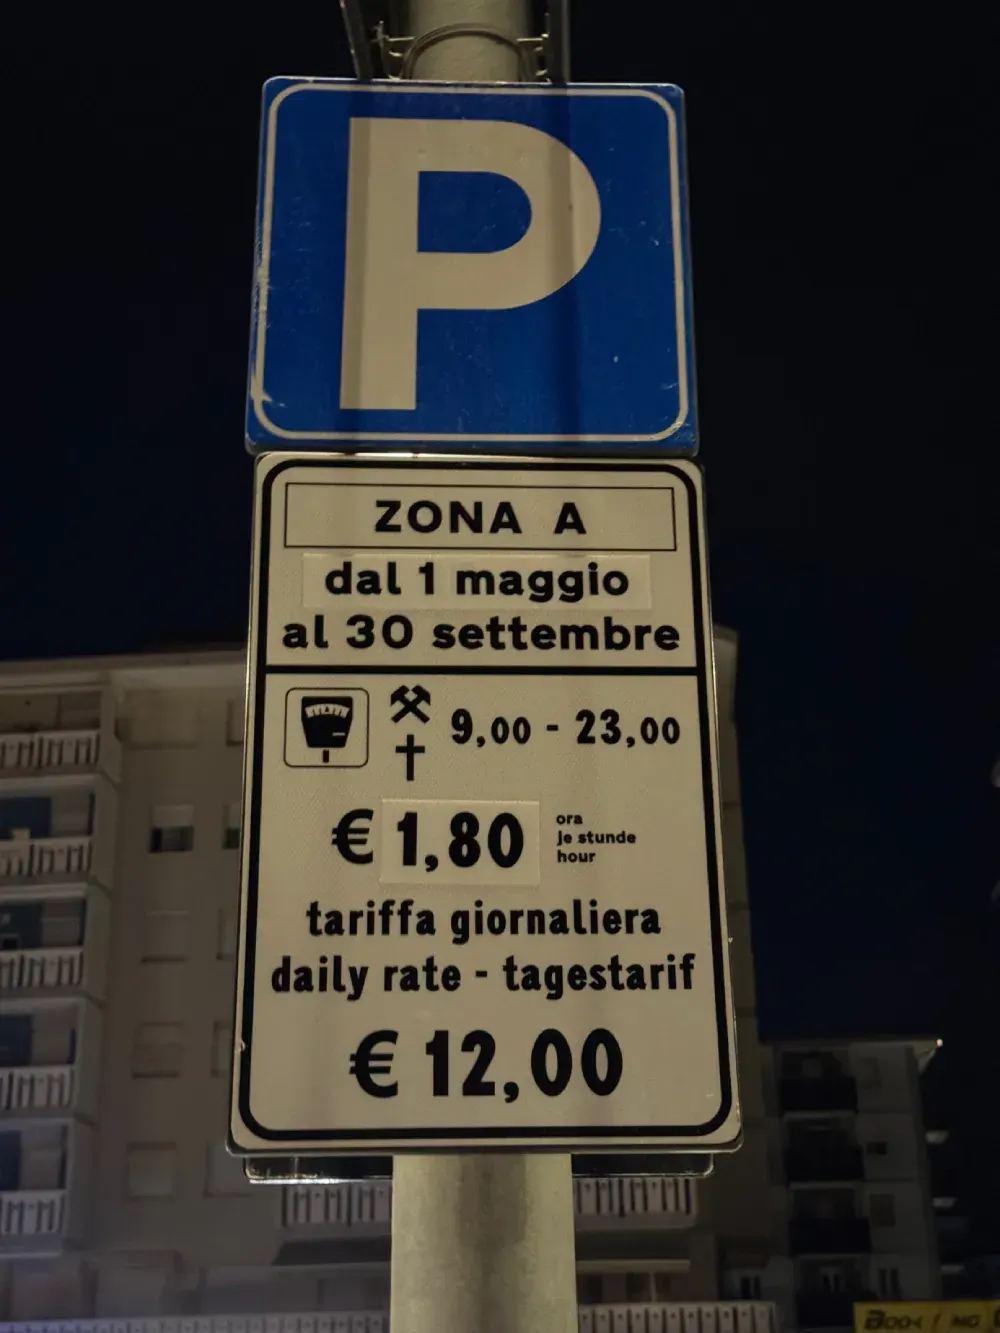 P
ZONA A
dal 1 maggio
al 30 settembre
9,00 - 23,00
€ 1,80 ora
je stunde
hour
tariffa giornaliera
daily rate - tagestarif
€ 12,00